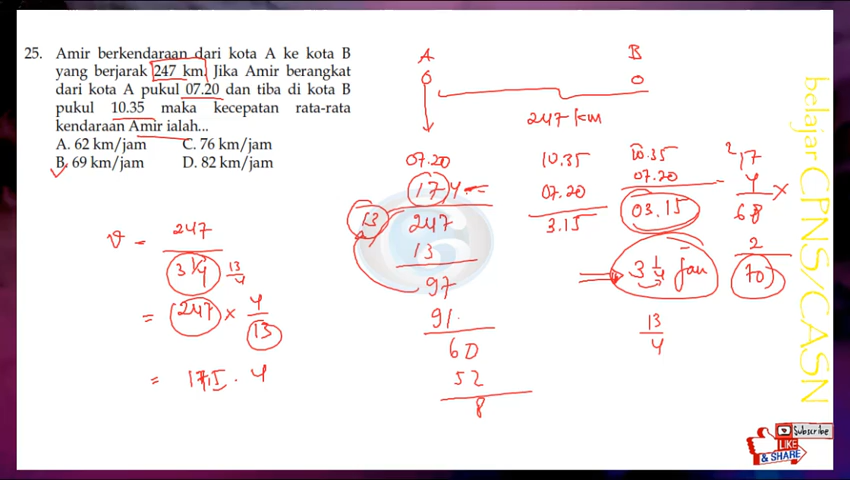 25. Amir berkendaraan dari kota A ke kota B
yang berjarak 247 km. Jika Amir berangkat
dari kota A pukul 07.20 dan tiba di kota B
pukul 10.35 maka kecepatan rata-rata
kendaraan Amir ialah...
A. 62 km/jam C. 76 km/jam
B. 69 km/jam D. 82 km/jam
A B
247 km
07.20
17,4
13 247
13
97
91
60
52
8
10.35
07.20
3.15
10.35
07.20
03.15
3 1/4 jam
13/4
2 17
4 ×
68
2
70
v = 247
3 1/4 13/4
= 247 × 4/13
= 17,5 . 4
belajar CPNS/CASN
Subscribe
LIKE
& SHARE